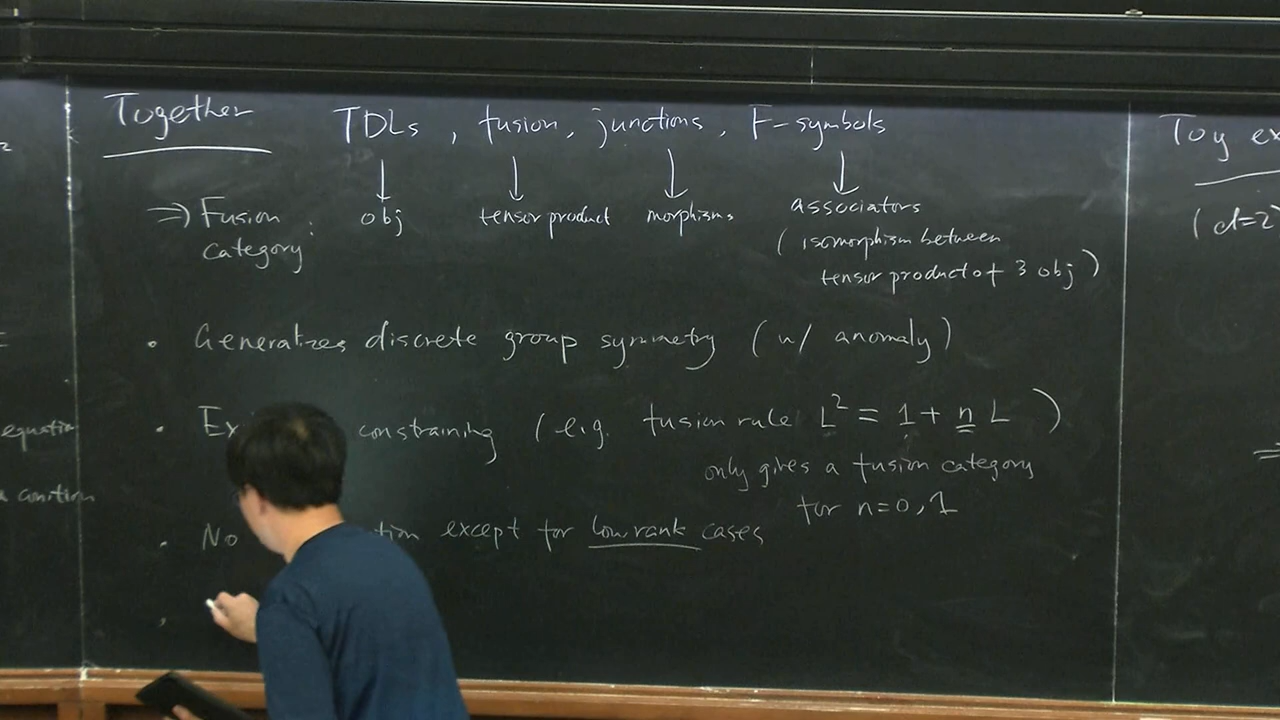 Together TDLs, fusion, junctions, F-symbols
↓ ↓ ↓ ↓
⇒ Fusion category: obj tensor product morphisms associators
(isomorphism between
tensor product of 3 obj)
• Generalizes discrete group symmetry (w/ anomaly)
• constraining (e.g. fusion rule L² = 1 + n L)
only gives a fusion category
for n=0,1
• No except for low rank cases
•
equation
Toy ex
(d=2
⇒